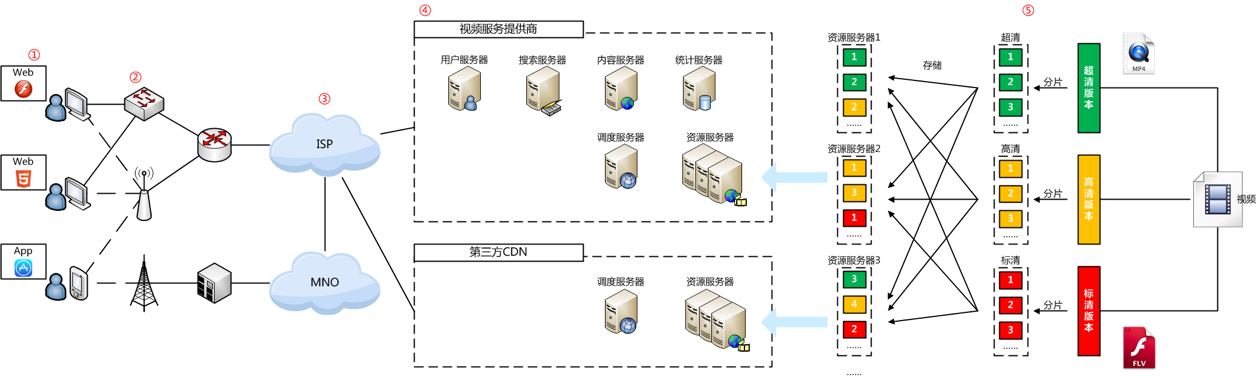 ①
Web
Web
App
②
③
ISP
MNO
④
视频服务提供商
用户服务器
搜索服务器
内容服务器
统计服务器
调度服务器
资源服务器
第三方CDN
调度服务器
资源服务器
资源服务器1
1
2
2
......
资源服务器2
1
3
1
......
资源服务器3
3
4
2
......
......
存储
⑤
超清
1
2
3
......
高清
1
2
3
......
标清
1
2
3
......
分片
分片
分片
超清版本
高清版本
标清版本
MP4
视频
FLV